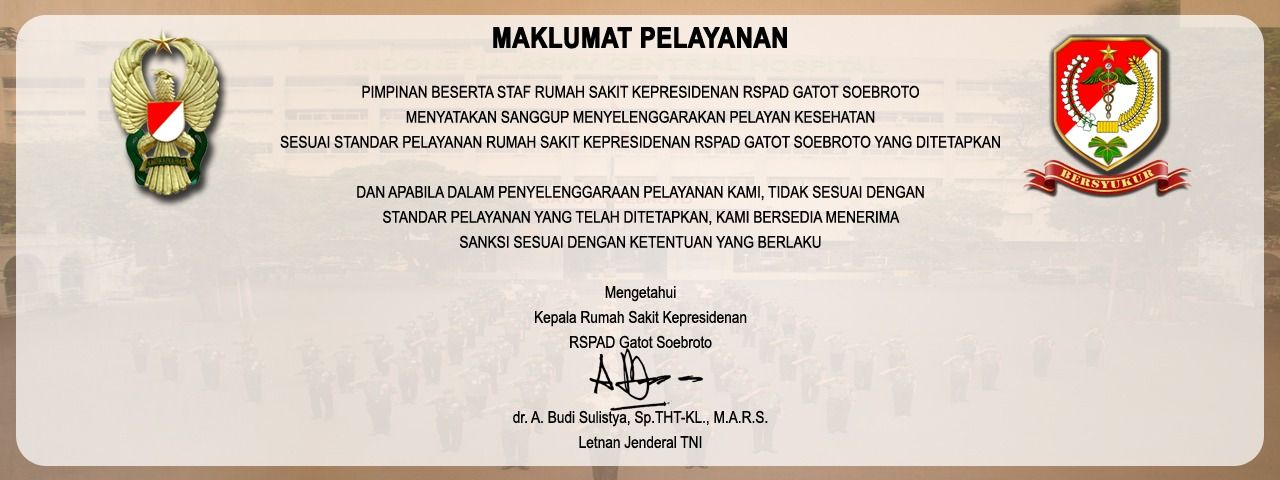 MAKLUMAT PELAYANAN
PIMPINAN BESERTA STAF RUMAH SAKIT KEPRESIDENAN RSPAD GATOT SOEBROTO
MENYATAKAN SANGGUP MENYELENGGARAKAN PELAYAN KESEHATAN
SESUAI STANDAR PELAYANAN RUMAH SAKIT KEPRESIDENAN RSPAD GATOT SOEBROTO YANG DITETAPKAN
DAN APABILA DALAM PENYELENGGARAAN PELAYANAN KAMI, TIDAK SESUAI DENGAN
STANDAR PELAYANAN YANG TELAH DITETAPKAN, KAMI BERSEDIA MENERIMA
SANKSI SESUAI DENGAN KETENTUAN YANG BERLAKU
Mengetahui
Kepala Rumah Sakit Kepresidenan
RSPAD Gatot Soebroto
dr. A. Budi Sulistya, Sp.THT-KL., M.A.R.S.
Letnan Jenderal TNI
BERSYUKUR